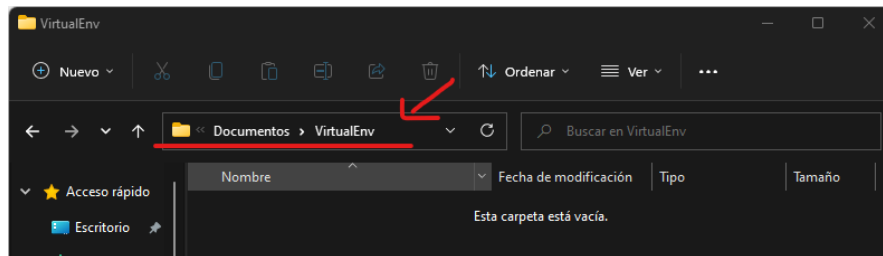 VirtualEnv
Nuevo Ordenar Ver ...
« Documentos > VirtualEnv Buscar en VirtualEnv
Nombre Fecha de modificación Tipo Tamaño
Acceso rápido
Esta carpeta está vacía.
Escritorio